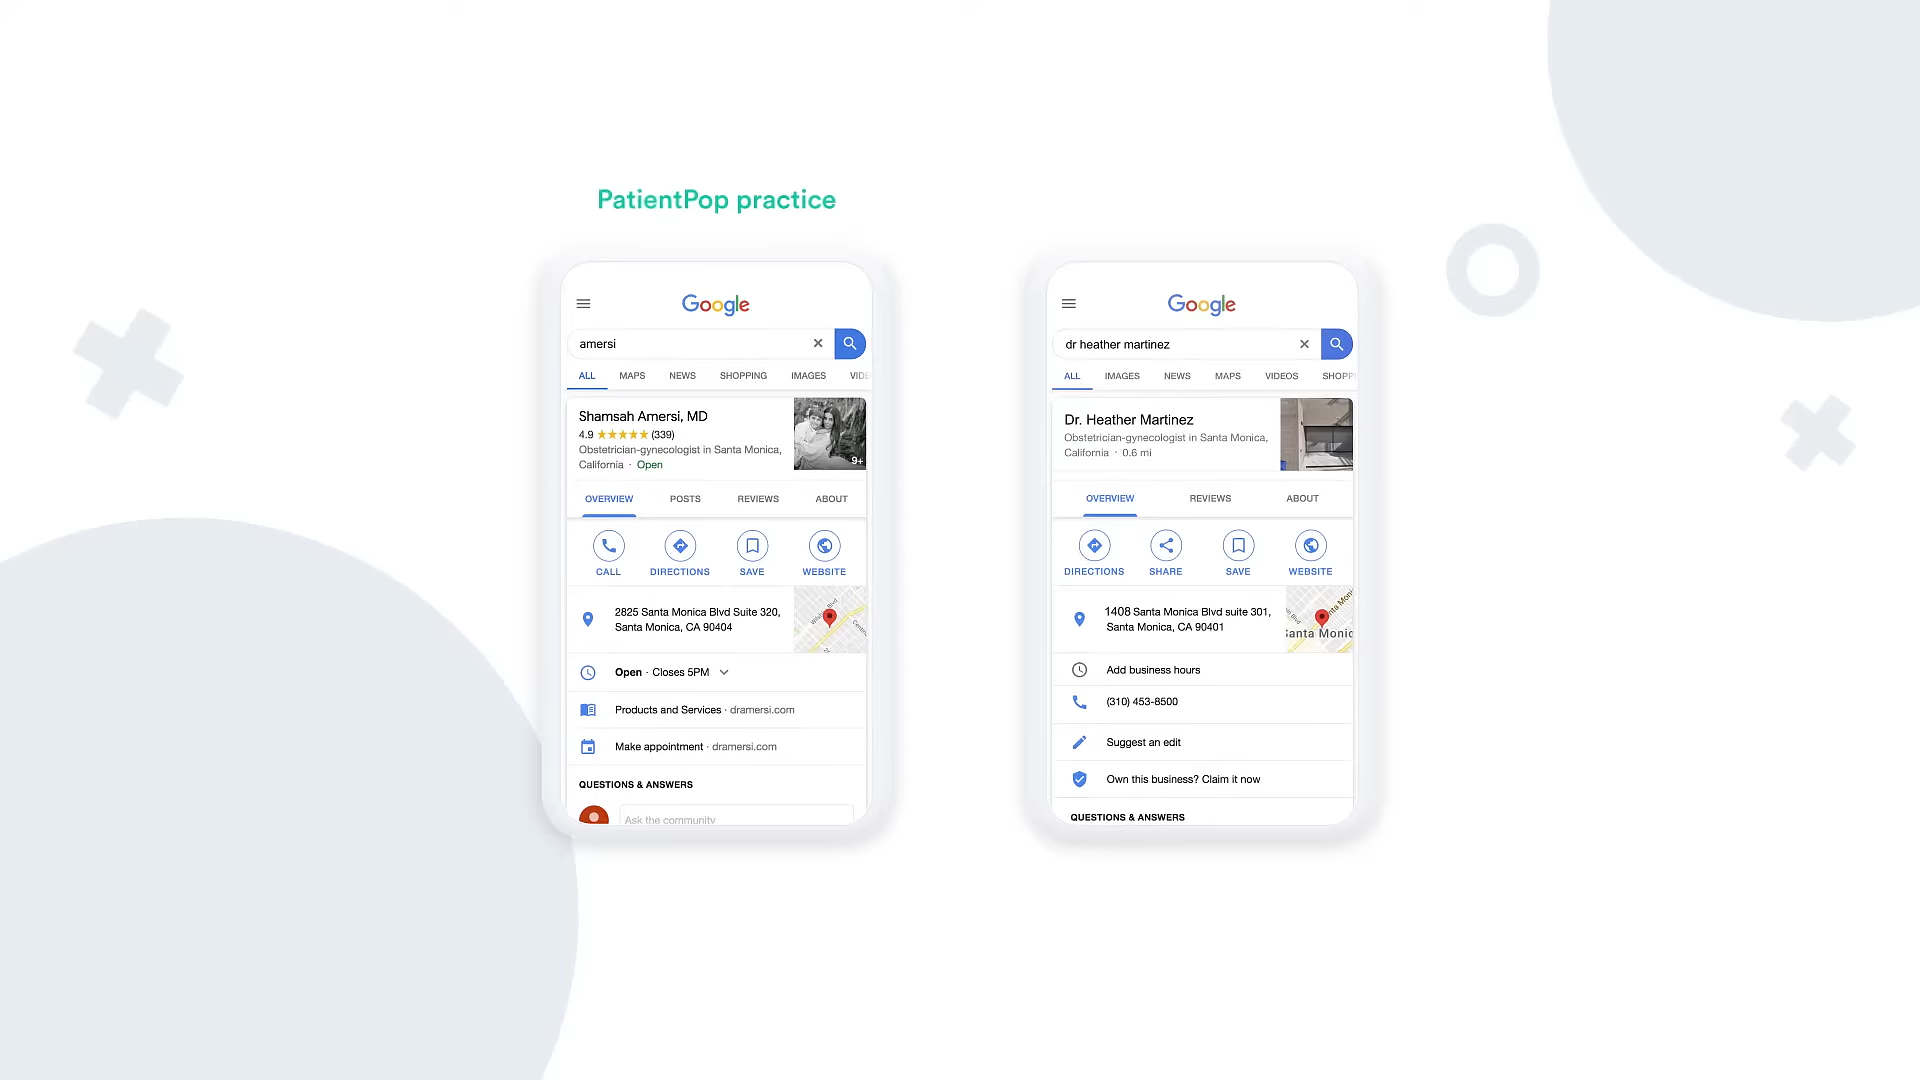 PatientPop practice
Google
amersi
ALL MAPS NEWS SHOPPING IMAGES VIDE
Shamsah Amersi, MD
4.9 ★★★★★ (339)
Obstetrician-gynecologist in Santa Monica,
California · Open
9+
OVERVIEW POSTS REVIEWS ABOUT
CALL DIRECTIONS SAVE WEBSITE
2825 Santa Monica Blvd Suite 320,
Santa Monica, CA 90404
Open · Closes 5PM
Products and Services · dramersi.com
Make appointment · dramersi.com
QUESTIONS & ANSWERS
Ask the community
Google
dr heather martinez
ALL IMAGES NEWS MAPS VIDEOS SHOPP
Dr. Heather Martinez
Obstetrician-gynecologist in Santa Monica,
California · 0.6 mi
OVERVIEW REVIEWS ABOUT
DIRECTIONS SHARE SAVE WEBSITE
1408 Santa Monica Blvd suite 301,
Santa Monica, CA 90401
Santa Monic
Add business hours
(310) 453-8500
Suggest an edit
Own this business? Claim it now
QUESTIONS & ANSWERS